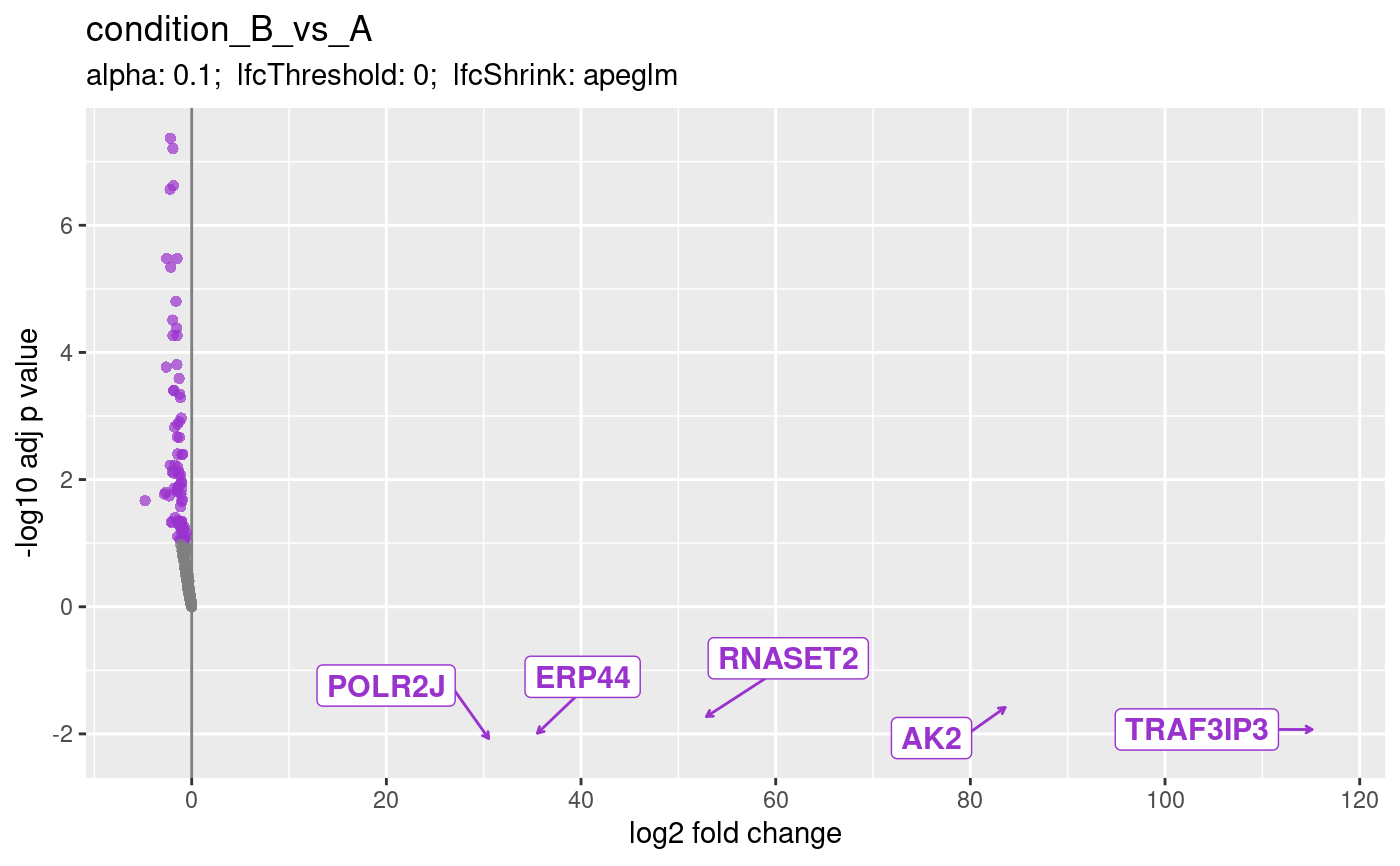 condition_B_vs_A
alpha: 0.1;  lfcThreshold: 0;  lfcShrink: apeglm
-log10 adj p value
6
4
2
0
-2
RNASET2
ERP44
POLR2J
TRAF3IP3
AK2
0 20 40 60 80 100 120
log2 fold change